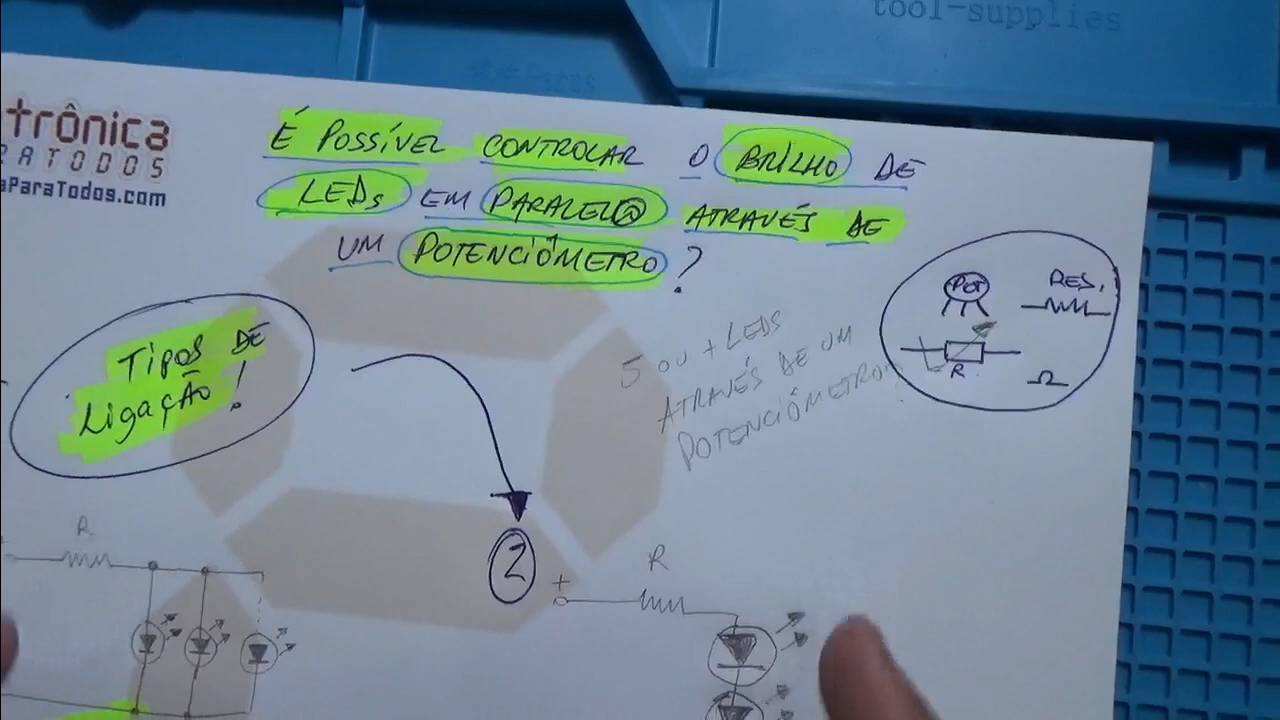 tool-supplies
trônica
ARATODOS
aParaTodos.com
É POSSÍVEL CONTROLAR O BRILHO DE
LEDs EM PARALELO ATRAVÉS DE
UM POTENCIÔMETRO?
POT RES.
R
Ω
TIPOS DE
LIGAÇÃO!
5 OU + LEDS
ATRAVÉS DE UM
POTENCIÔMETRO.
2
R
+ R